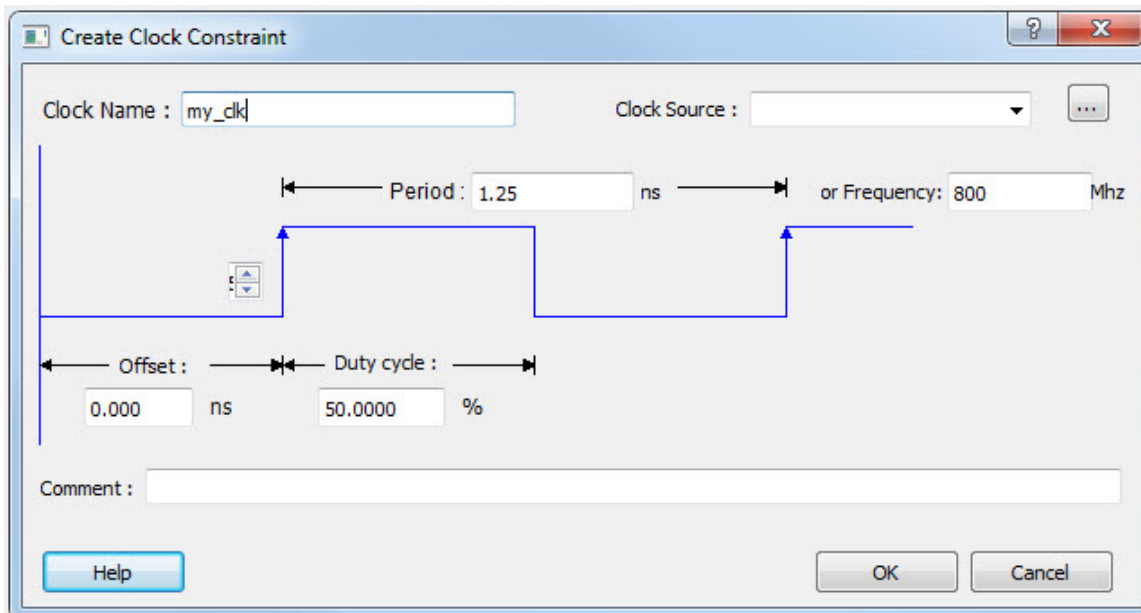 Create Clock Constraint
Clock Name : my_clk Clock Source : ...
Period : 1.25 ns or Frequency: 800 Mhz
Offset : Duty cycle :
0.000 ns 50.0000 %
Comment :
Help OK Cancel